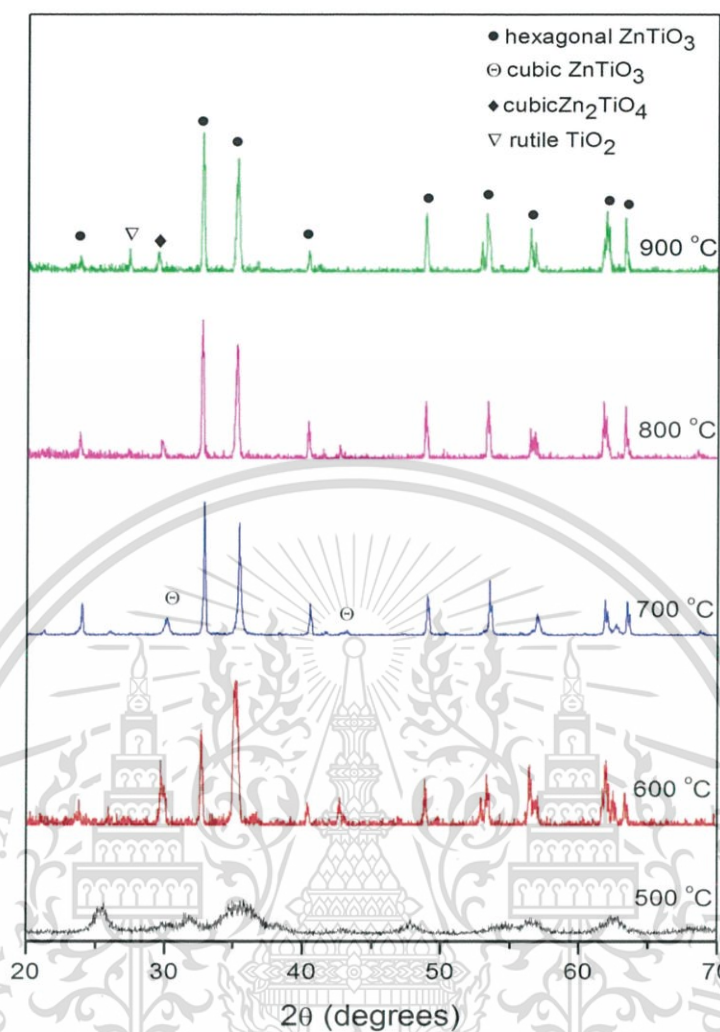 ● hexagonal ZnTiO₃
⊖ cubic ZnTiO₃
◆ cubicZn₂TiO₄
▽ rutile TiO₂
900 °C
800 °C
700 °C
600 °C
500 °C
20 30 40 50 60 70
2θ (degrees)